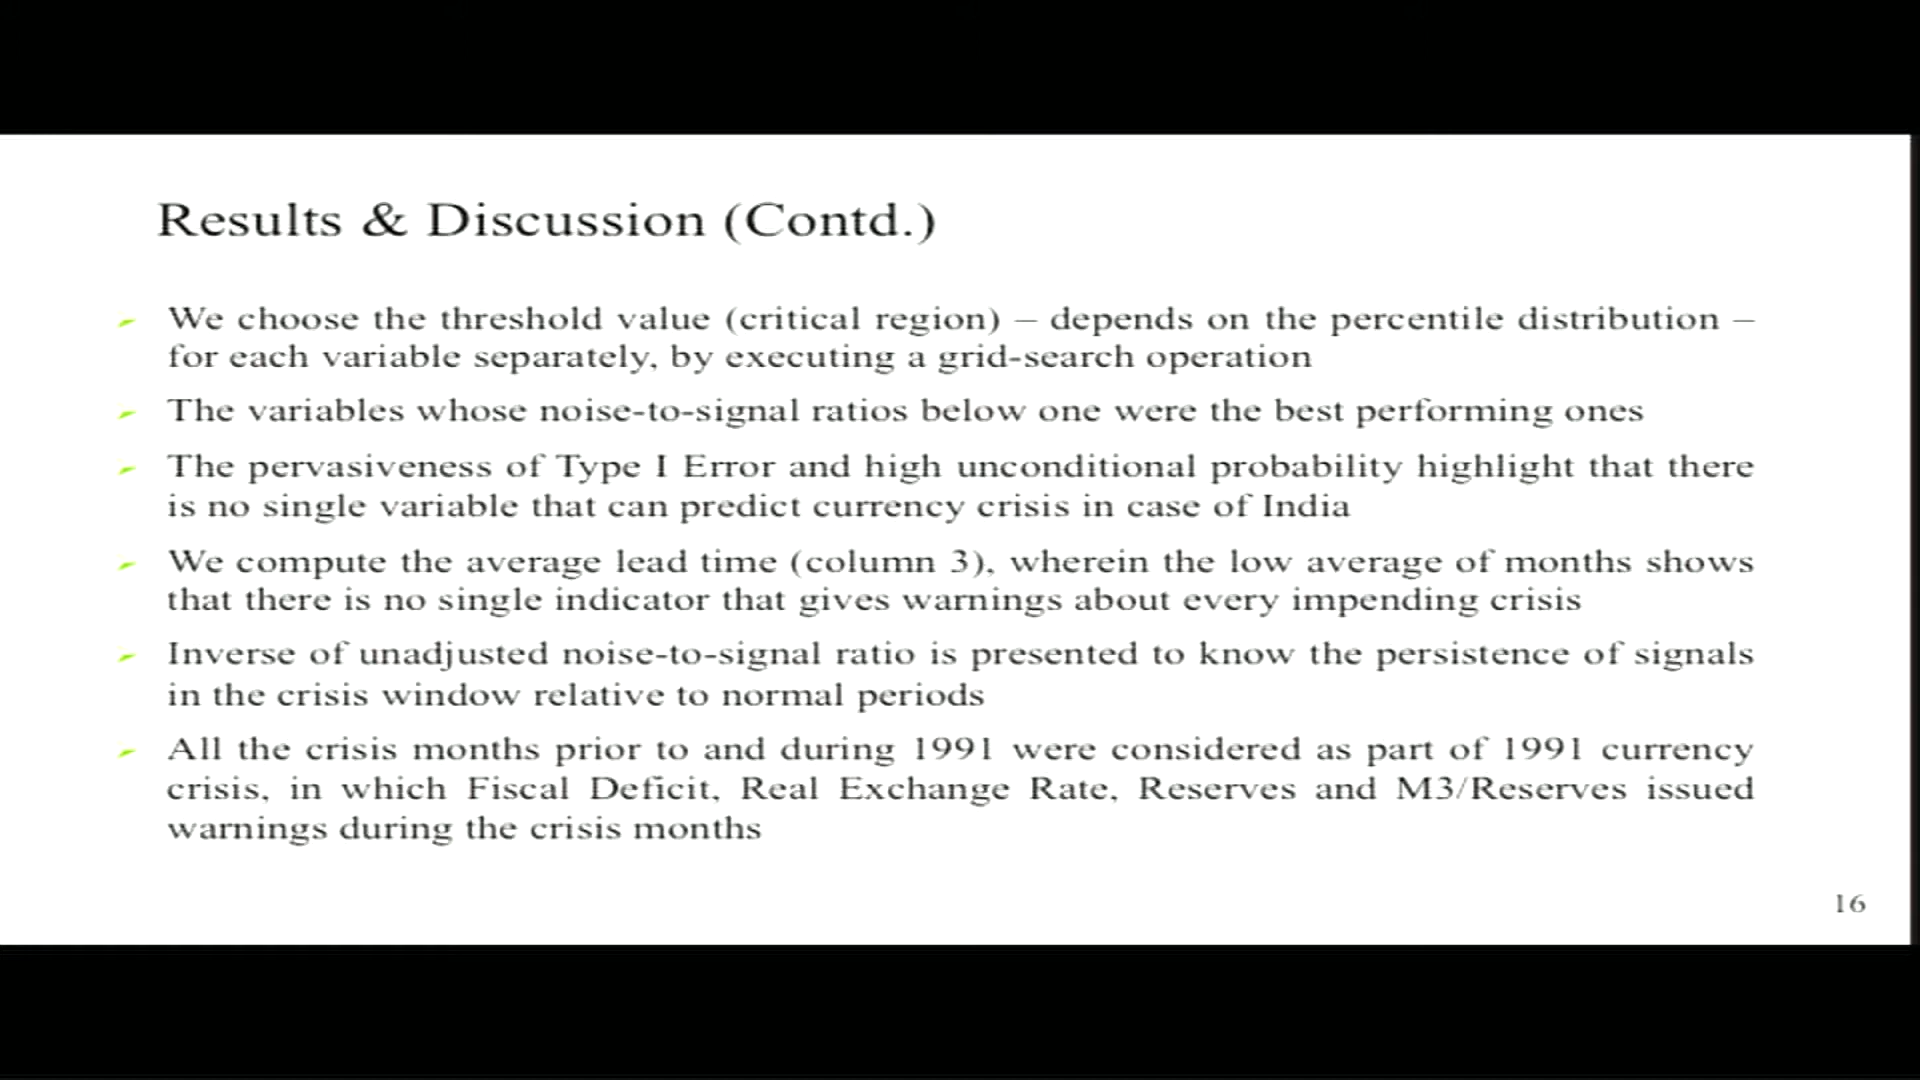 Results & Discussion (Contd.)
We choose the threshold value (critical region) – depends on the percentile distribution –
for each variable separately, by executing a grid-search operation
The variables whose noise-to-signal ratios below one were the best performing ones
The pervasiveness of Type I Error and high unconditional probability highlight that there
is no single variable that can predict currency crisis in case of India
We compute the average lead time (column 3), wherein the low average of months shows
that there is no single indicator that gives warnings about every impending crisis
Inverse of unadjusted noise-to-signal ratio is presented to know the persistence of signals
in the crisis window relative to normal periods
All the crisis months prior to and during 1991 were considered as part of 1991 currency
crisis, in which Fiscal Deficit, Real Exchange Rate, Reserves and M3/Reserves issued
warnings during the crisis months
16